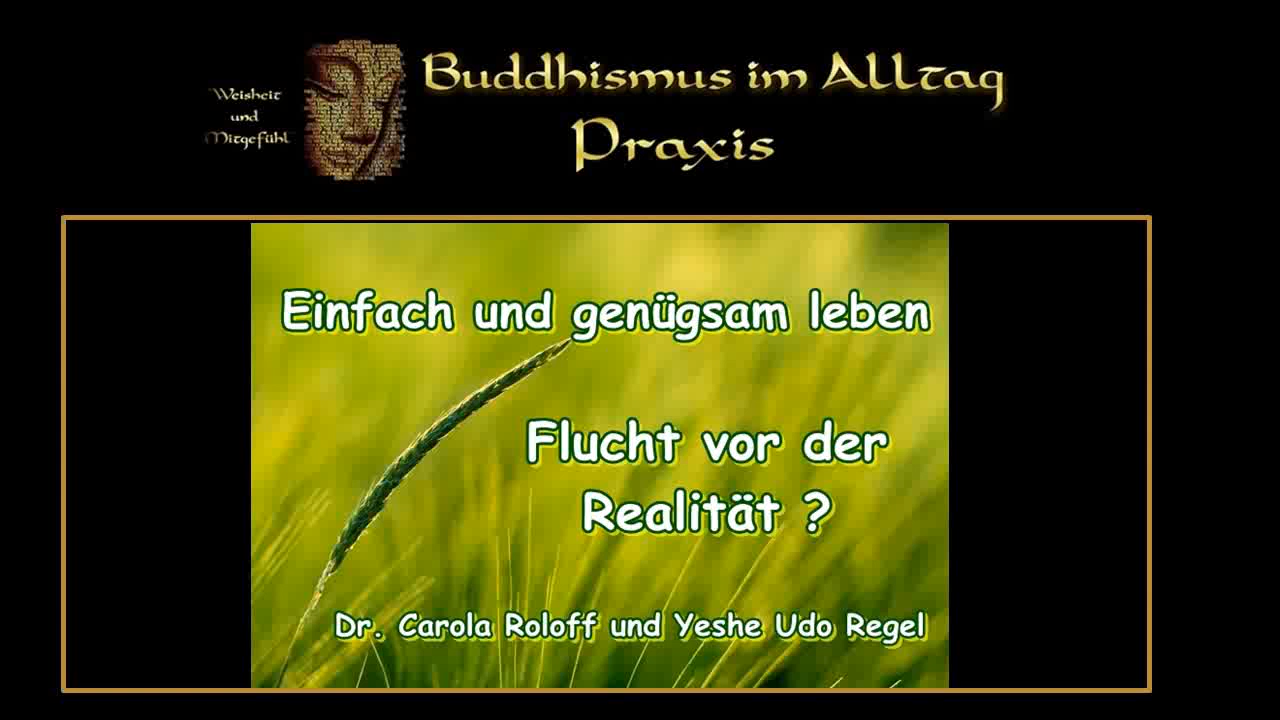 Weisheit
und
Mitgefühl
Buddhismus im Alltag
Praxis
Einfach und genügsam leben
Flucht vor der
Realität ?
Dr. Carola Roloff und Yeshe Udo Regel